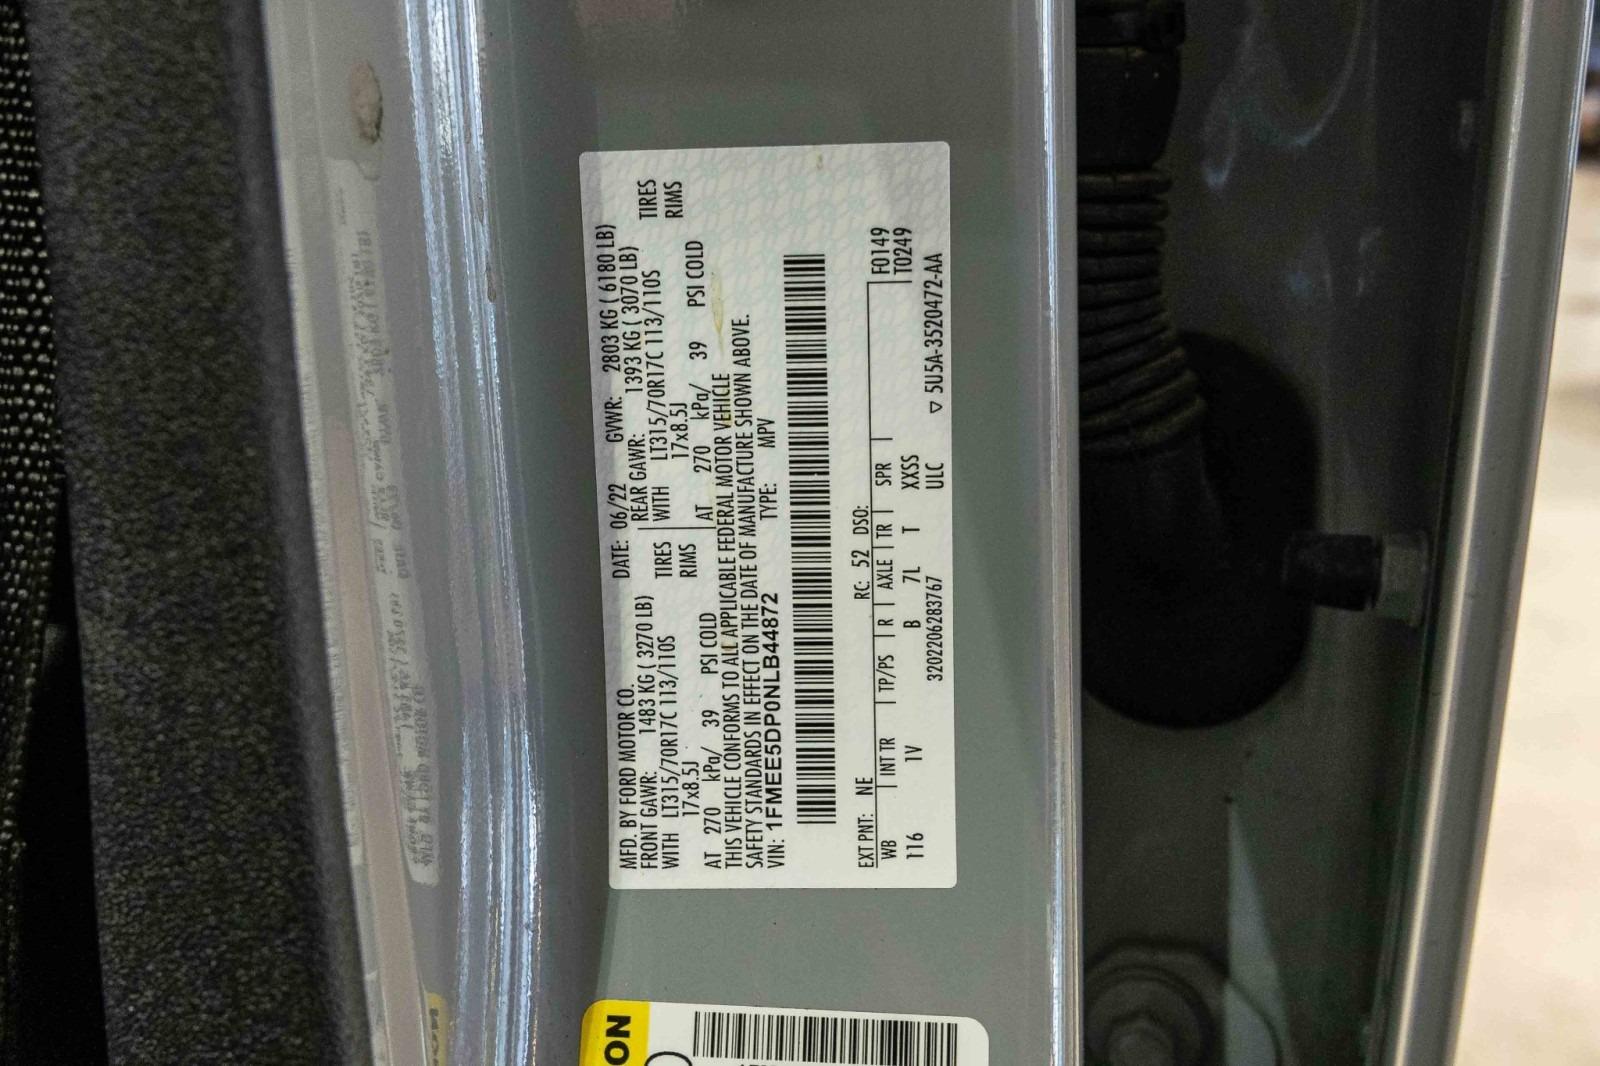 MFD. BY FORD MOTOR CO.
DATE: 06/22 GVWR: 2803 KG ( 6180 LB)
FRONT GAWR: 1483 KG ( 3270 LB)
REAR GAWR: 1393 KG ( 3070 LB)
WITH LT315/70R17C 113/110S TIRES
WITH LT315/70R17C 113/110S TIRES
17x8.5J RIMS
17x8.5J RIMS
AT 270 kPa/ 39 PSI COLD
AT 270 kPa/ 39 PSI COLD
THIS VEHICLE CONFORMS TO ALL APPLICABLE FEDERAL MOTOR VEHICLE
SAFETY STANDARDS IN EFFECT ON THE DATE OF MANUFACTURE SHOWN ABOVE.
VIN: 1FMEE5DP0NLB44872 TYPE: MPV
EXT PNT: NE RC: 52 DSO: F0149
WB INT TR TP/PS R AXLE TR SPR T0249
116 1V B 7L T XXSS
ULC
3202206283767 5U5A-3520472-AA
ON